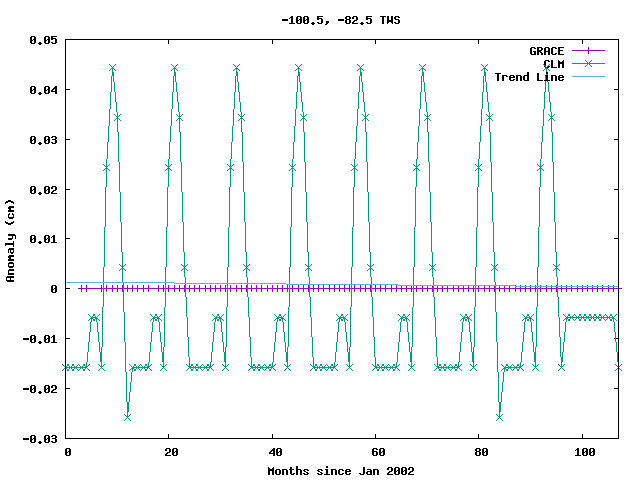 -100.5, -82.5 TWS
0.05
0.04
0.03
0.02
0.01
0
-0.01
-0.02
-0.03
Anomaly (cm)
GRACE
CLM
Trend Line
0 20 40 60 80 100
Months since Jan 2002